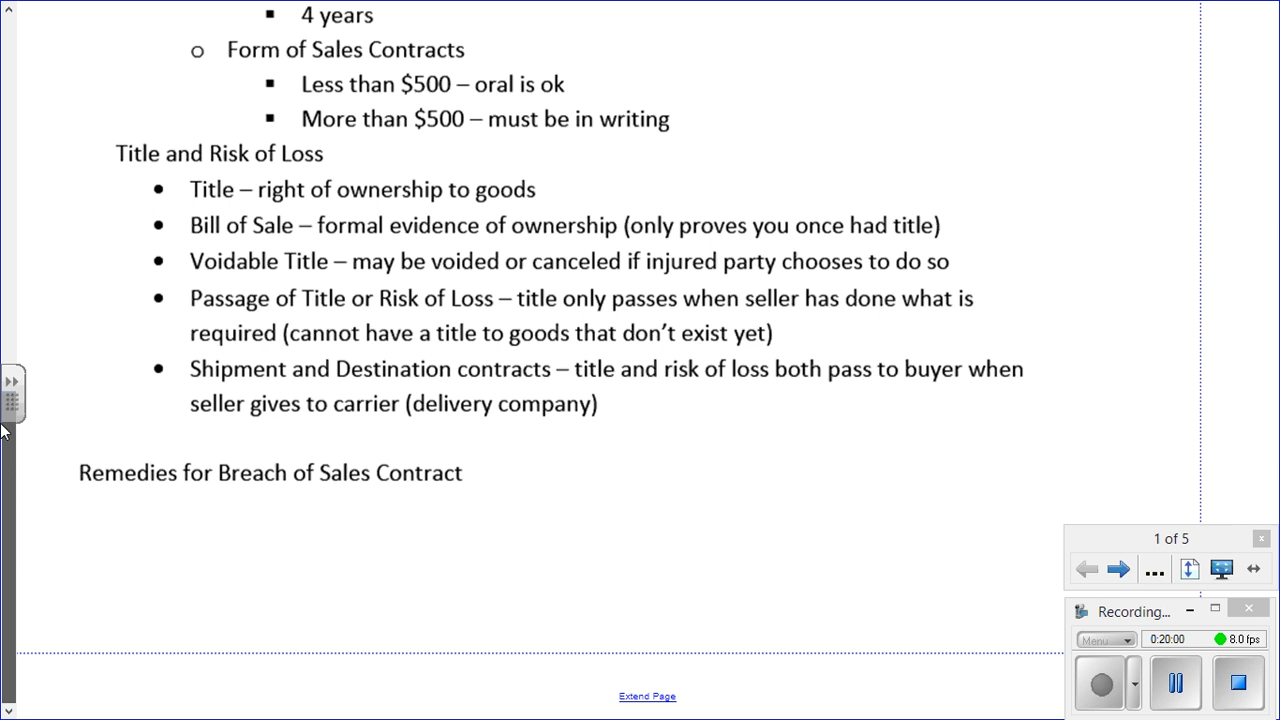 4 years
o Form of Sales Contracts
▪ Less than $500 – oral is ok
▪ More than $500 – must be in writing
Title and Risk of Loss
• Title – right of ownership to goods
• Bill of Sale – formal evidence of ownership (only proves you once had title)
• Voidable Title – may be voided or canceled if injured party chooses to do so
• Passage of Title or Risk of Loss – title only passes when seller has done what is
required (cannot have a title to goods that don't exist yet)
• Shipment and Destination contracts – title and risk of loss both pass to buyer when
seller gives to carrier (delivery company)
Remedies for Breach of Sales Contract
1 of 5
...
Recording...
Menu
0:20:00
8.0 fps
Extend Page